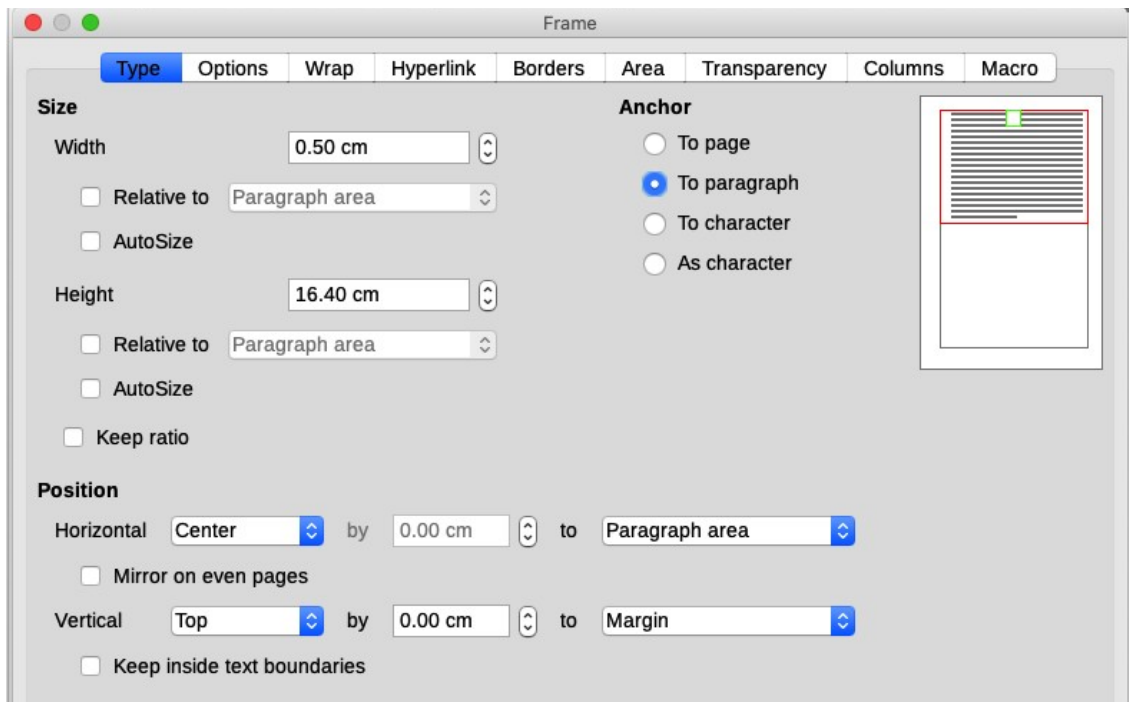 Frame
Type Options Wrap Hyperlink Borders Area Transparency Columns Macro
Size
Width 0.50 cm
Relative to Paragraph area
AutoSize
Height 16.40 cm
Relative to Paragraph area
AutoSize
Keep ratio
Anchor
To page
To paragraph
To character
As character
Position
Horizontal Center by 0.00 cm to Paragraph area
Mirror on even pages
Vertical Top by 0.00 cm to Margin
Keep inside text boundaries